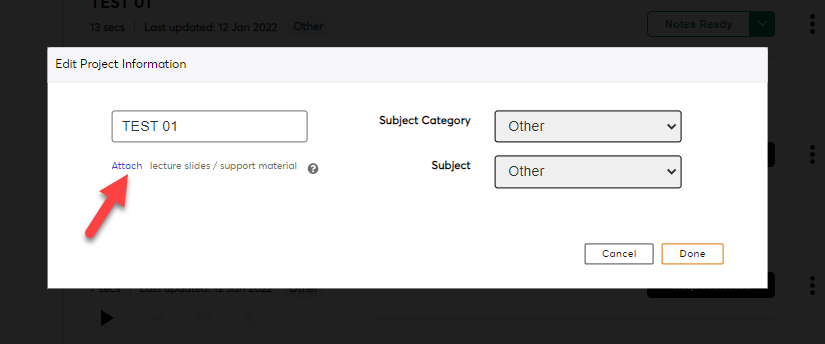 TEST 01
13 secs Last updated: 12 Jan 2022 Other
Notes Ready
Edit Project Information
TEST 01
Subject Category
Other
Attach lecture slides / support material ?
Subject
Other
Cancel
Done
7 secs Last updated: 12 Jan 2022 Other